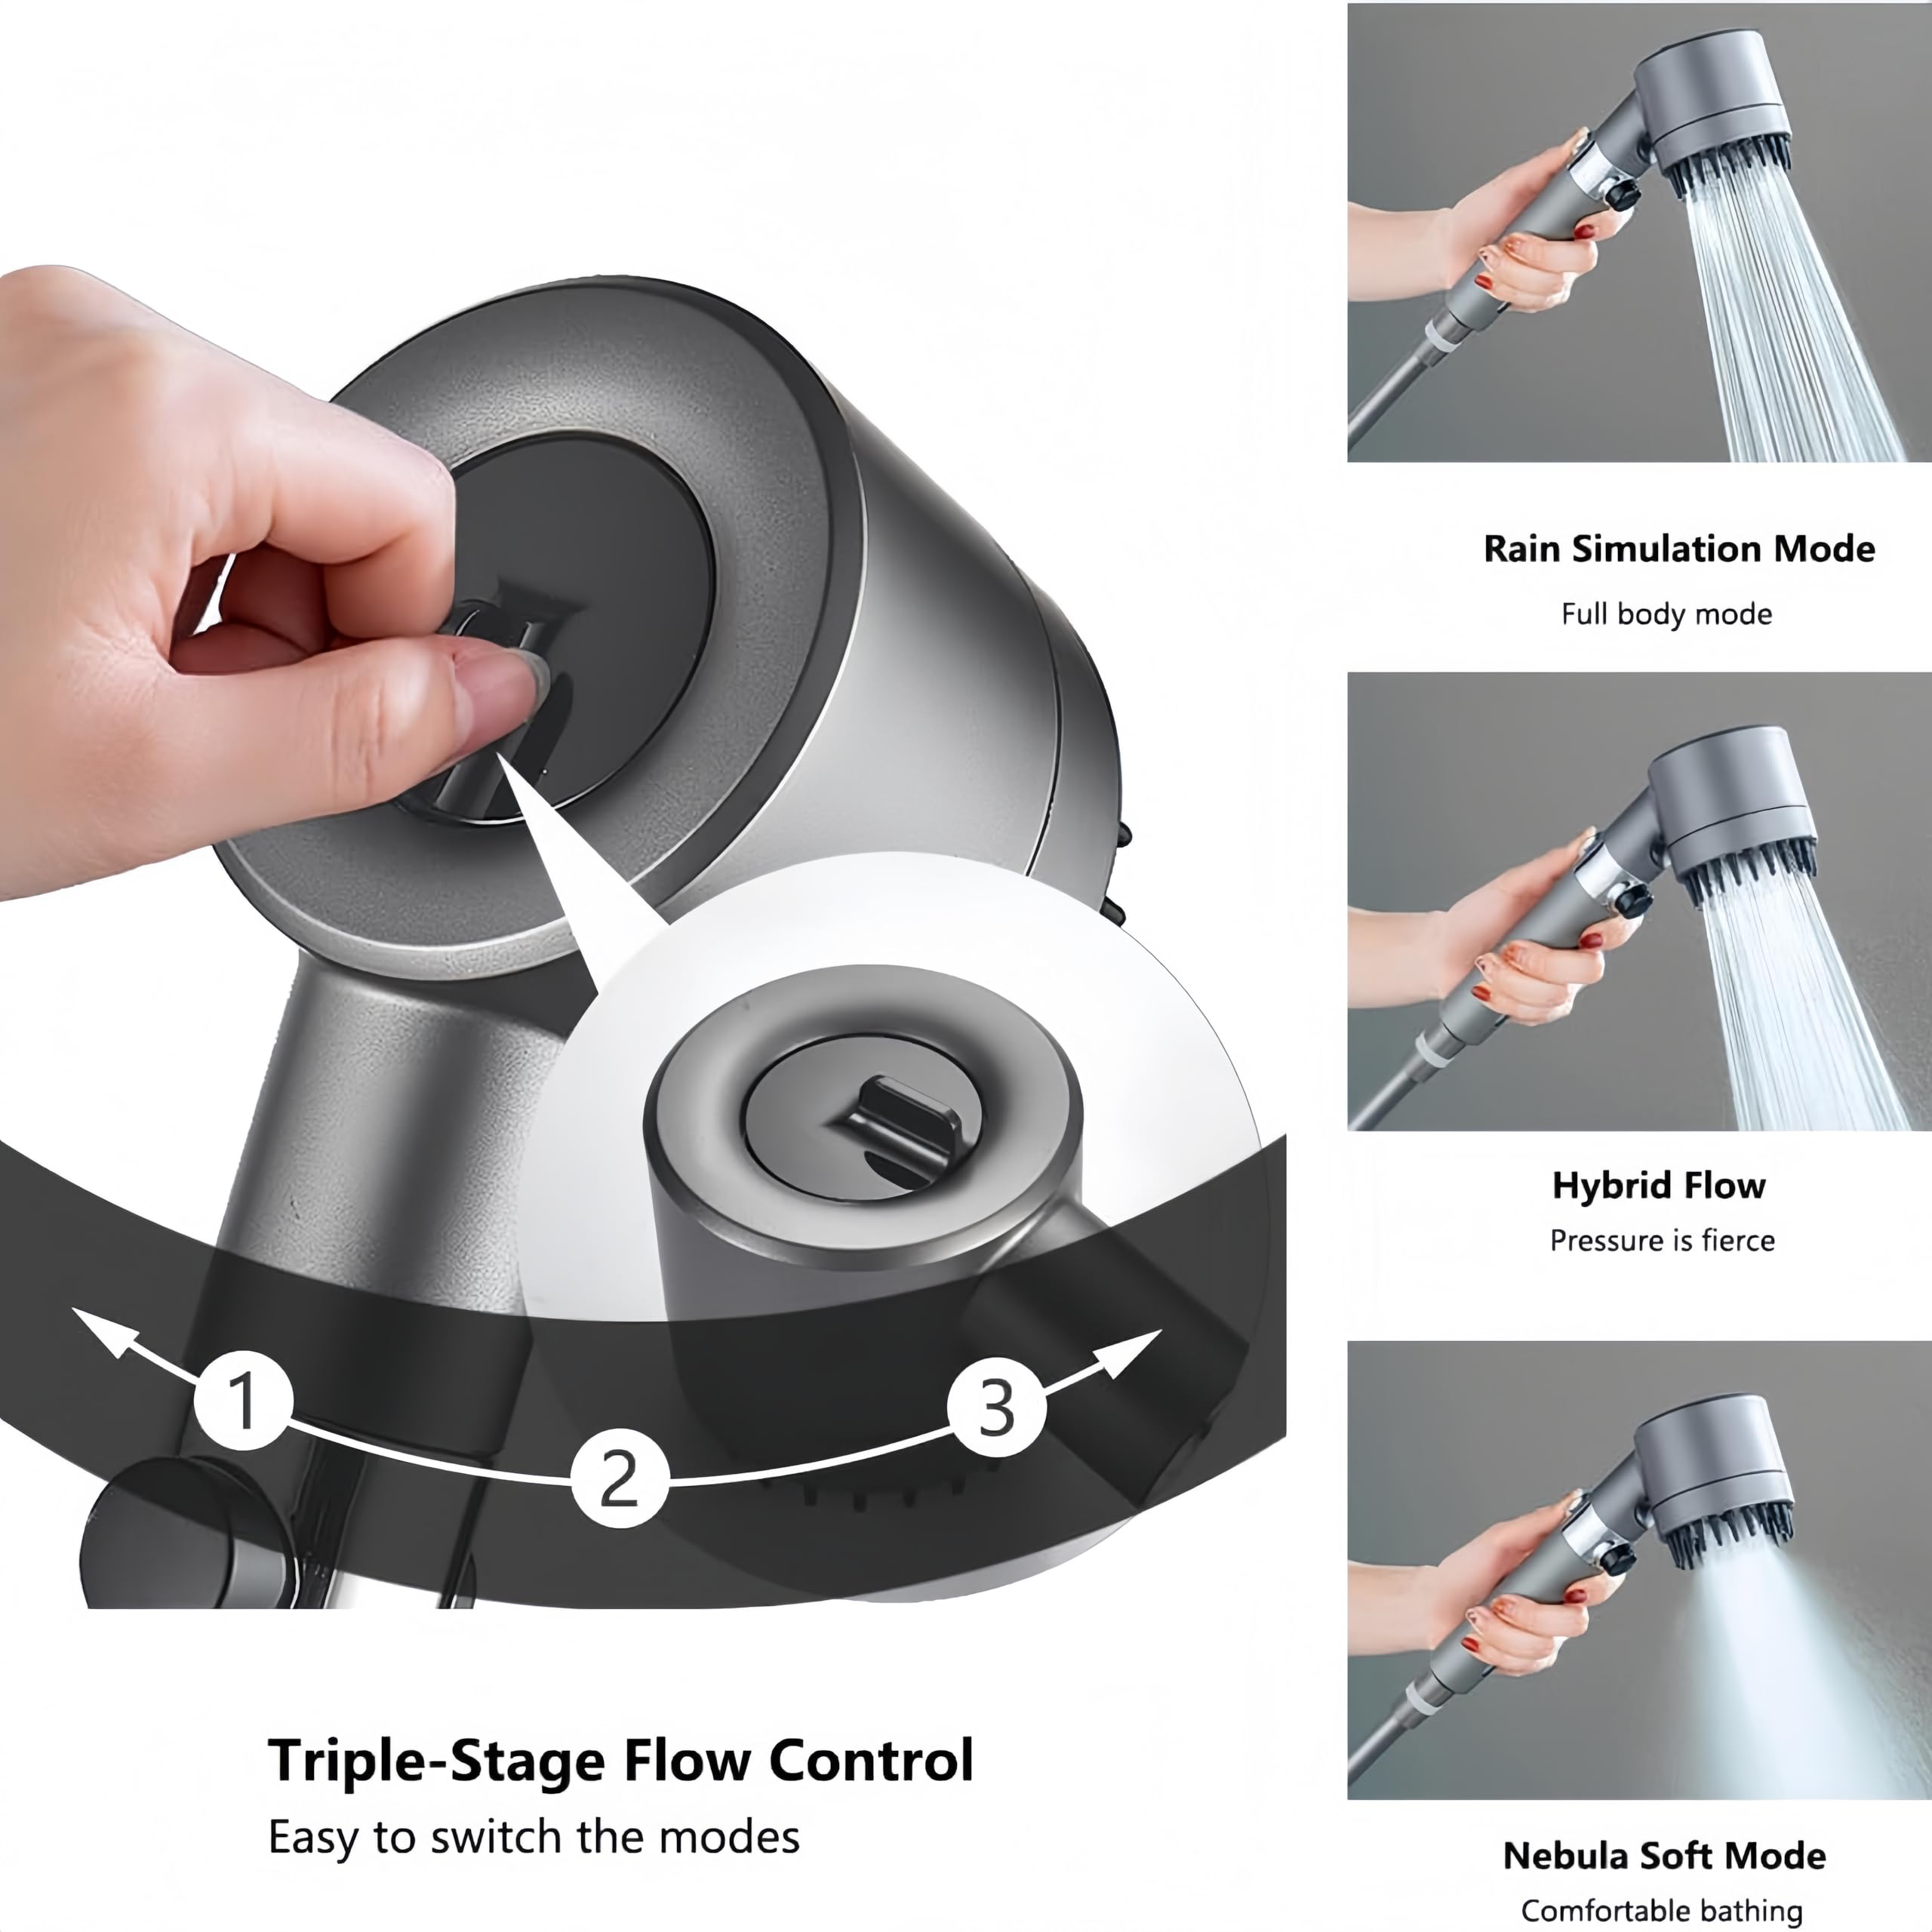 1
2
3
Triple-Stage Flow Control
Easy to switch the modes
Rain Simulation Mode
Full body mode
Hybrid Flow
Pressure is fierce
Nebula Soft Mode
Comfortable bathing